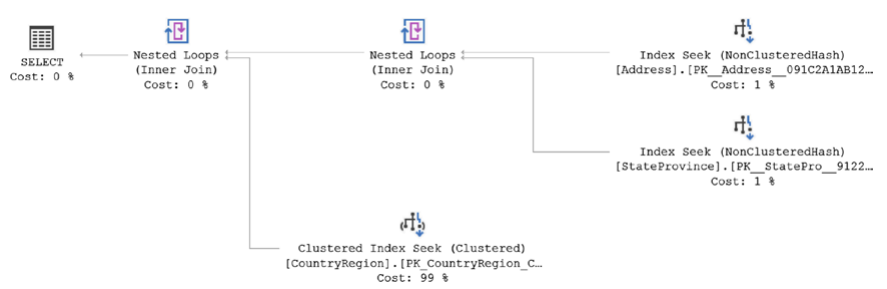 SELECT
Cost: 0 %
Nested Loops
(Inner Join)
Cost: 0 %
Nested Loops
(Inner Join)
Cost: 0 %
Index Seek (NonClusteredHash)
[Address].[PK__Address__091C2A1AB12…
Cost: 1 %
Index Seek (NonClusteredHash)
[StateProvince].[PK__StatePro__9122…
Cost: 1 %
Clustered Index Seek (Clustered)
[CountryRegion].[PK_CountryRegion_C…
Cost: 99 %